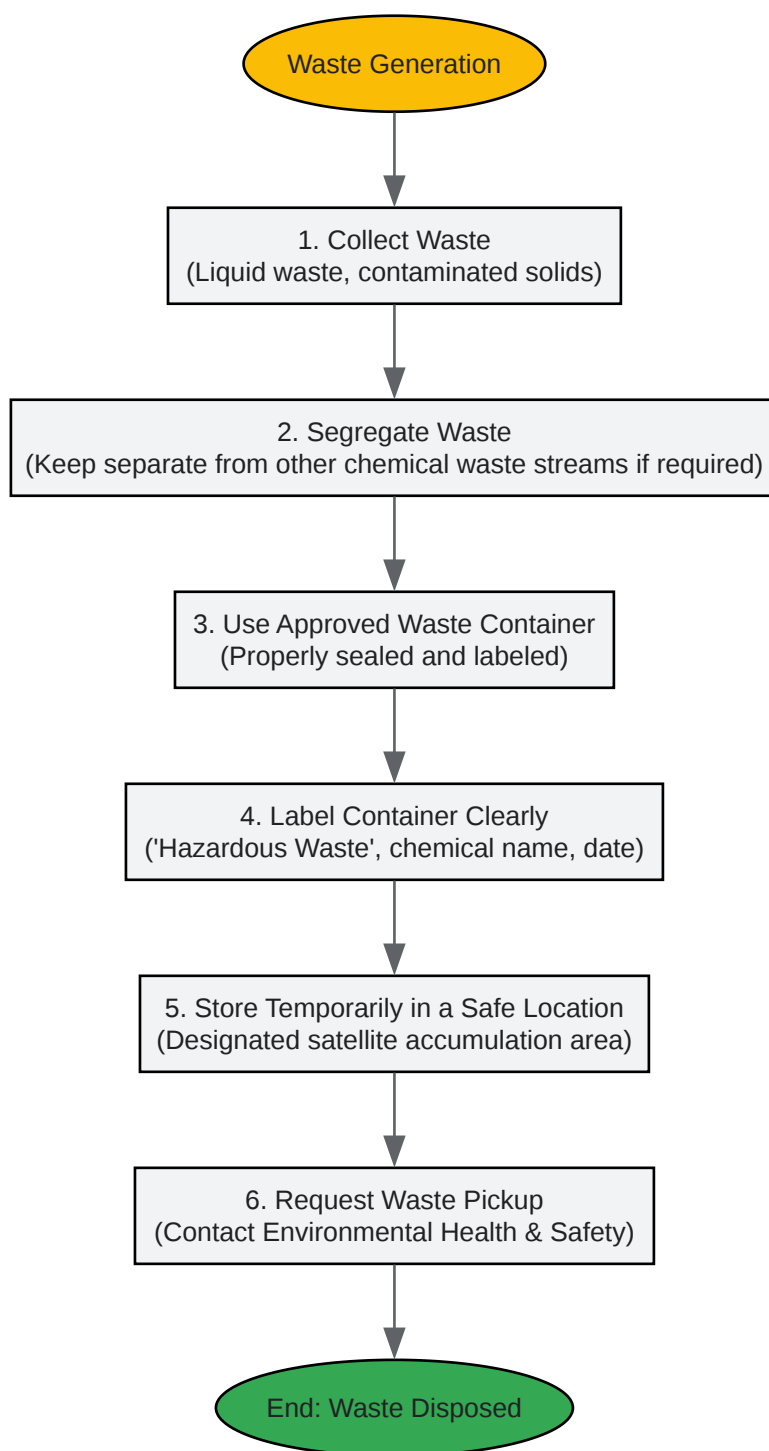 Waste Generation
1. Collect Waste
(Liquid waste, contaminated solids)
2. Segregate Waste
(Keep separate from other chemical waste streams if required)
3. Use Approved Waste Container
(Properly sealed and labeled)
4. Label Container Clearly
('Hazardous Waste', chemical name, date)
5. Store Temporarily in a Safe Location
(Designated satellite accumulation area)
6. Request Waste Pickup
(Contact Environmental Health & Safety)
End: Waste Disposed